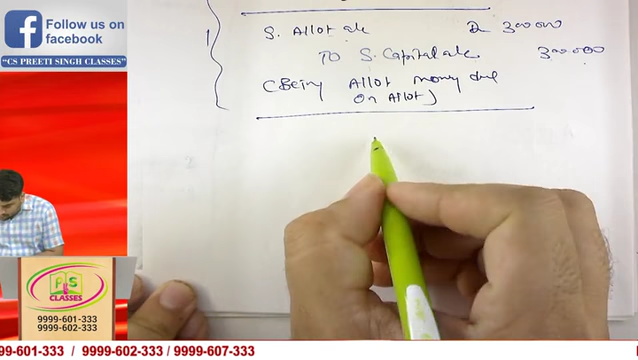 Follow us on
facebook
"CS PREETI SINGH CLASSES"
S. Allot a/c Dr 300000
To S. Capital a/c 300000
(Being Allot money due
on Allot)
PS
CLASSES
9999-601-333
9999-602-333
99-601-333 / 9999-602-333 / 9999-607-333